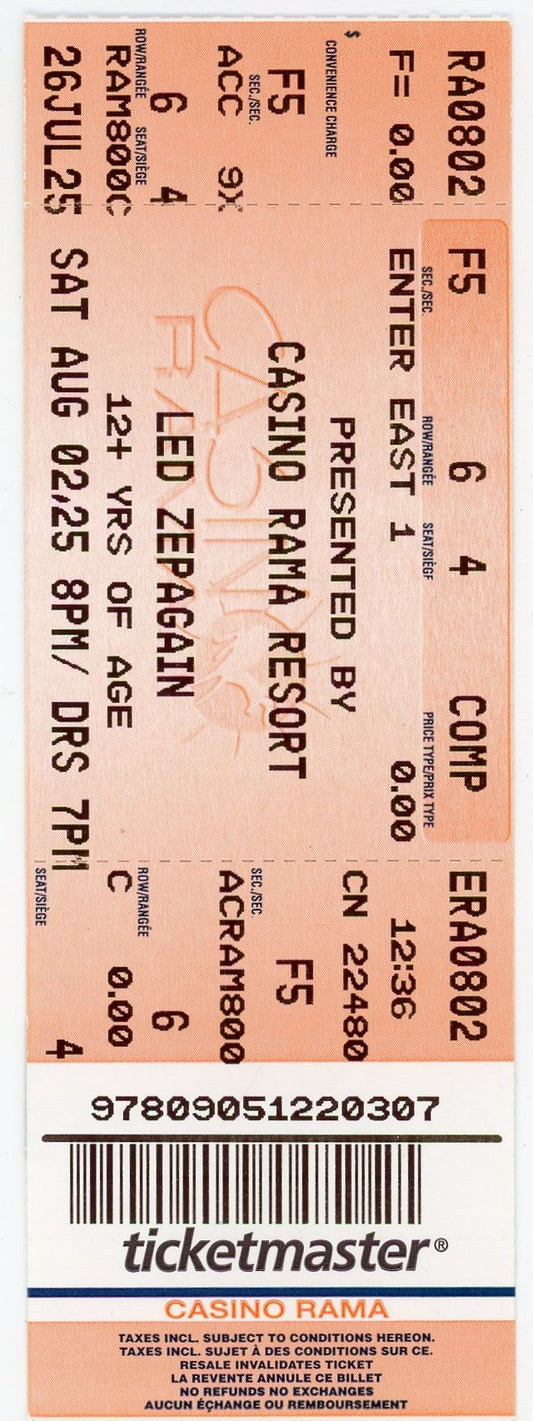 RA0802
F= 0.00
$ CONVENIENCE CHARGE
SEC./SEC.
F5
ACC 9X
ROW/RANGÉE SEAT/SIÈGE
6 4
RAM800C
26JUL25
F5 6 4 COMP
SEC./SEC. ROW/RANGÉE SEAT/SIÈGE PRICE TYPE/PRIX TYPE
ENTER EAST 1 0.00
PRESENTED BY
CASINO RAMA RESORT
LED ZEPAGAIN
12+ YRS OF AGE
SAT AUG 02,25 8PM/ DRS 7PM
CASINO
RAMA
ERA0802
12:36
CN 22480
SEC./SEC.
F5
ACRAM800
ROW/RANGÉE
6
C 0.00
SEAT/SIÈGE
4
97809051220307
ticketmaster®
CASINO RAMA
TAXES INCL. SUBJECT TO CONDITIONS HEREON.
TAXES INCL. SUJET À DES CONDITIONS SUR CE.
RESALE INVALIDATES TICKET
LA REVENTE ANNULE CE BILLET
NO REFUNDS NO EXCHANGES
AUCUN ÉCHANGE OU REMBOURSEMENT